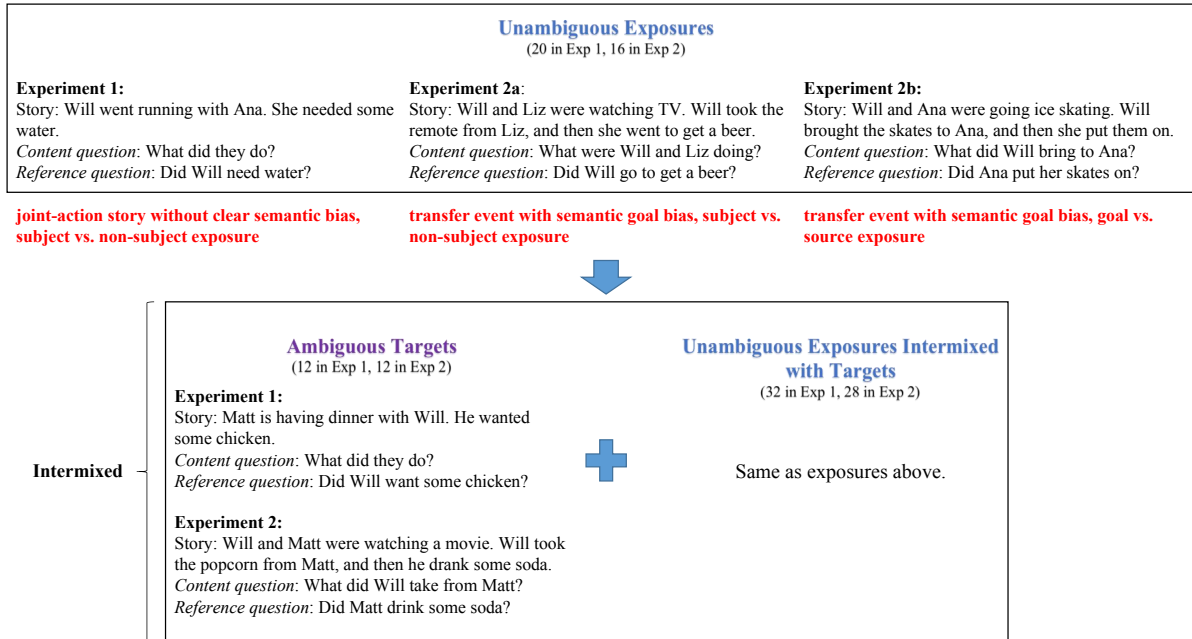 Unambiguous Exposures
(20 in Exp 1, 16 in Exp 2)
Experiment 1:
Story: Will went running with Ana. She needed some
water.
Content question: What did they do?
Reference question: Did Will need water?
Experiment 2a:
Story: Will and Liz were watching TV. Will took the
remote from Liz, and then she went to get a beer.
Content question: What were Will and Liz doing?
Reference question: Did Will go to get a beer?
Experiment 2b:
Story: Will and Ana were going ice skating. Will
brought the skates to Ana, and then she put them on.
Content question: What did Will bring to Ana?
Reference question: Did Ana put her skates on?
joint-action story without clear semantic bias,
subject vs. non-subject exposure
transfer event with semantic goal bias, subject vs.
non-subject exposure
transfer event with semantic goal bias, goal vs.
source exposure
Intermixed
Ambiguous Targets
(12 in Exp 1, 12 in Exp 2)
Experiment 1:
Story: Matt is having dinner with Will. He wanted
some chicken.
Content question: What did they do?
Reference question: Did Will want some chicken?
Experiment 2:
Story: Will and Matt were watching a movie. Will took
the popcorn from Matt, and then he drank some soda.
Content question: What did Will take from Matt?
Reference question: Did Matt drink some soda?
Unambiguous Exposures Intermixed
with Targets
(32 in Exp 1, 28 in Exp 2)
Same as exposures above.